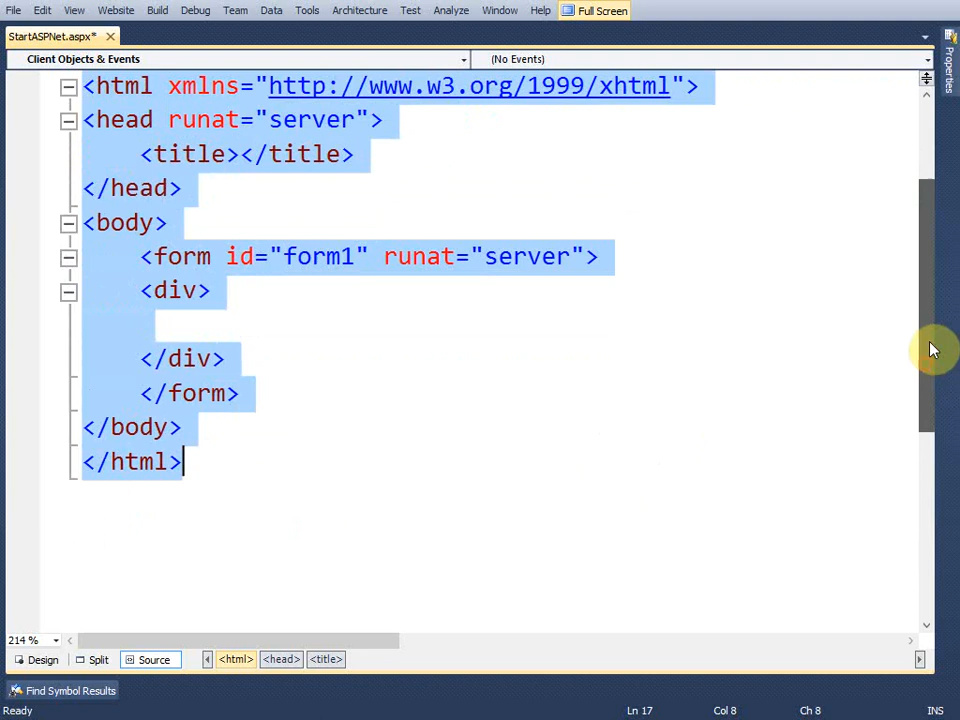 File Edit View Website Build Debug Team Data Tools Architecture Test Analyze Window Help Full Screen
StartASPNet.aspx*
Client Objects & Events (No Events)
Properties
<html xmlns="http://www.w3.org/1999/xhtml">
<head runat="server">
<title></title>
</head>
<body>
<form id="form1" runat="server">
<div>
</div>
</form>
</body>
</html>
214 %
Design Split Source <html> <head> <title>
Find Symbol Results
Ready Ln 17 Col 8 Ch 8 INS